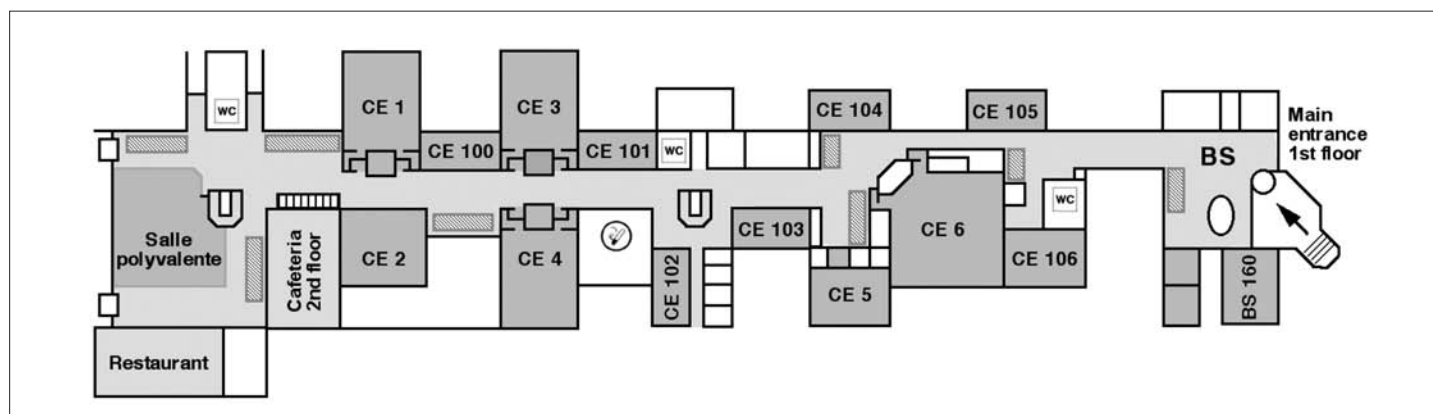 WC
CE 1
CE 3
CE 104
CE 105
Main
entrance
1st floor
CE 100
CE 101
WC
BS
WC
Salle
polyvalente
Cafeteria
2nd floor
CE 2
CE 4
CE 102
CE 103
CE 5
CE 6
CE 106
BS 160
Restaurant